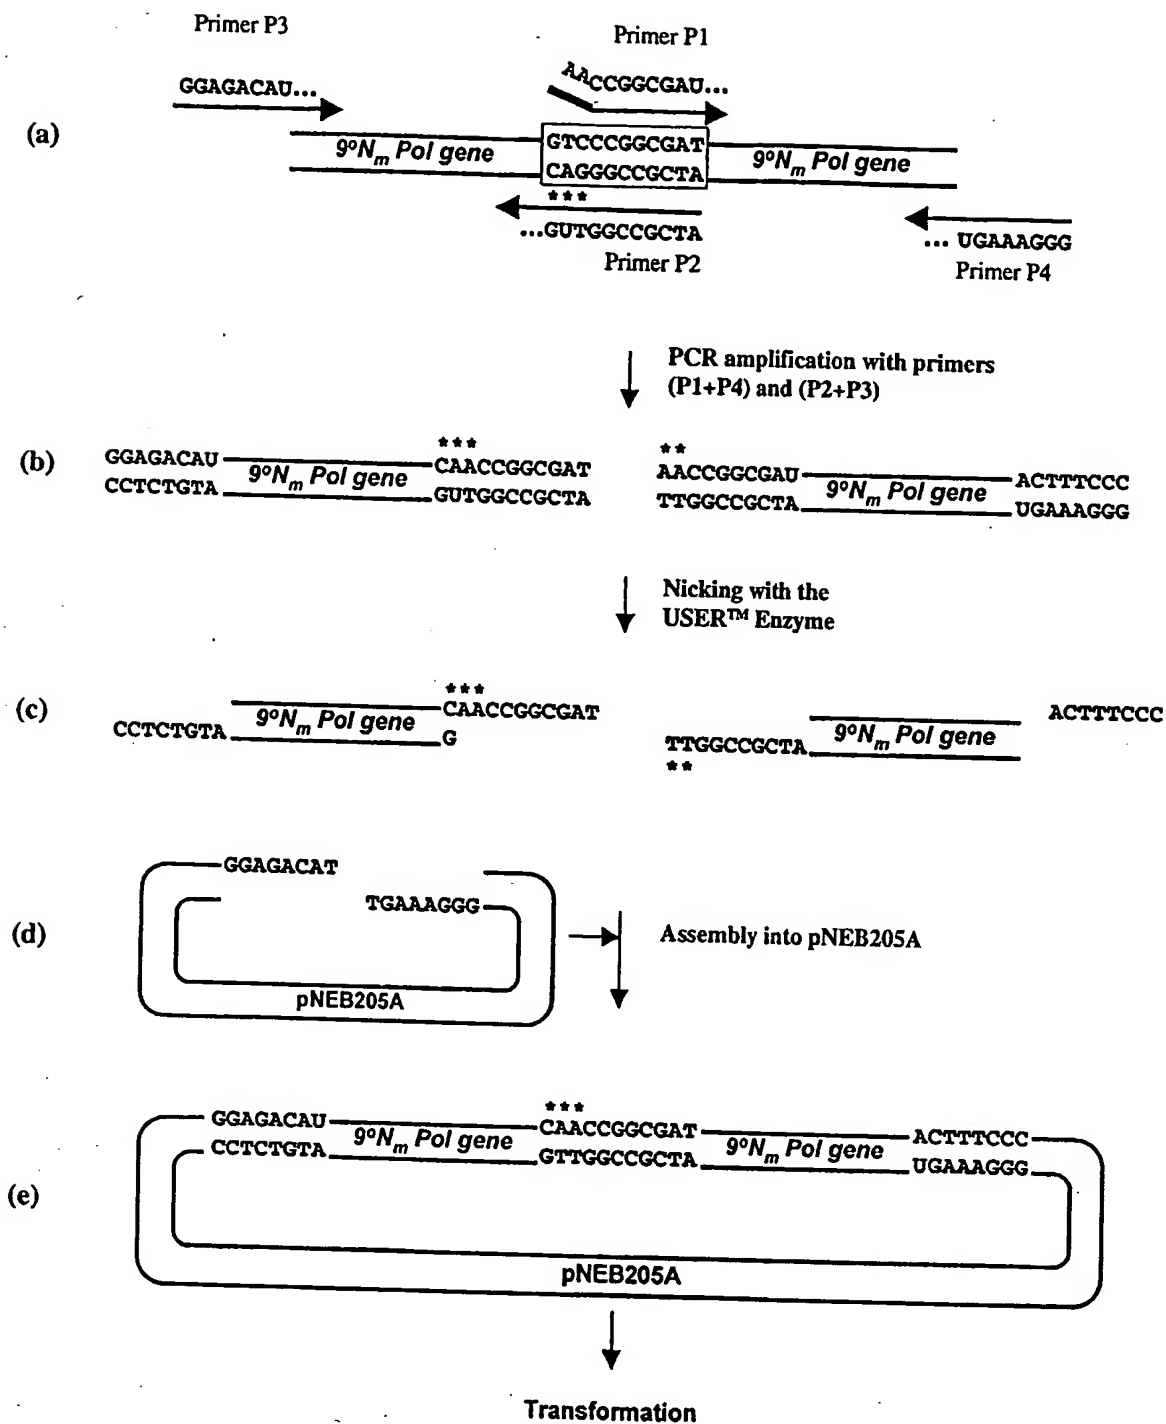 Primer P3
Primer P1
GGAGACAU...
AACCGGCGAU...
(a)
9°Nm Pol gene
GTCCCGGCGAT
9°Nm Pol gene
CAGGGCCGCTA
***
...GUTGGCCGCTA
... UGAAAGGG
Primer P2
Primer P4
PCR amplification with primers
(P1+P4) and (P2+P3)
(b)
***
**
GGAGACAU
9°Nm Pol gene
CAACCGGCGAT
AACCGGCGAU
9°Nm Pol gene
ACTTTCCC
CCTCTGTA
GUTGGCCGCTA
TTGGCCGCTA
UGAAAGGG
Nicking with the
USER™ Enzyme
(c)
***
CCTCTGTA
9°Nm Pol gene
CAACCGGCGAT
G
TTGGCCGCTA
**
9°Nm Pol gene
ACTTTCCC
(d)
GGAGACAT
TGAAAGGG
pNEB205A
Assembly into pNEB205A
(e)
***
GGAGACAU
9°Nm Pol gene
CAACCGGCGAT
9°Nm Pol gene
ACTTTCCC
CCTCTGTA
GTTGGCCGCTA
UGAAAGGG
pNEB205A
Transformation